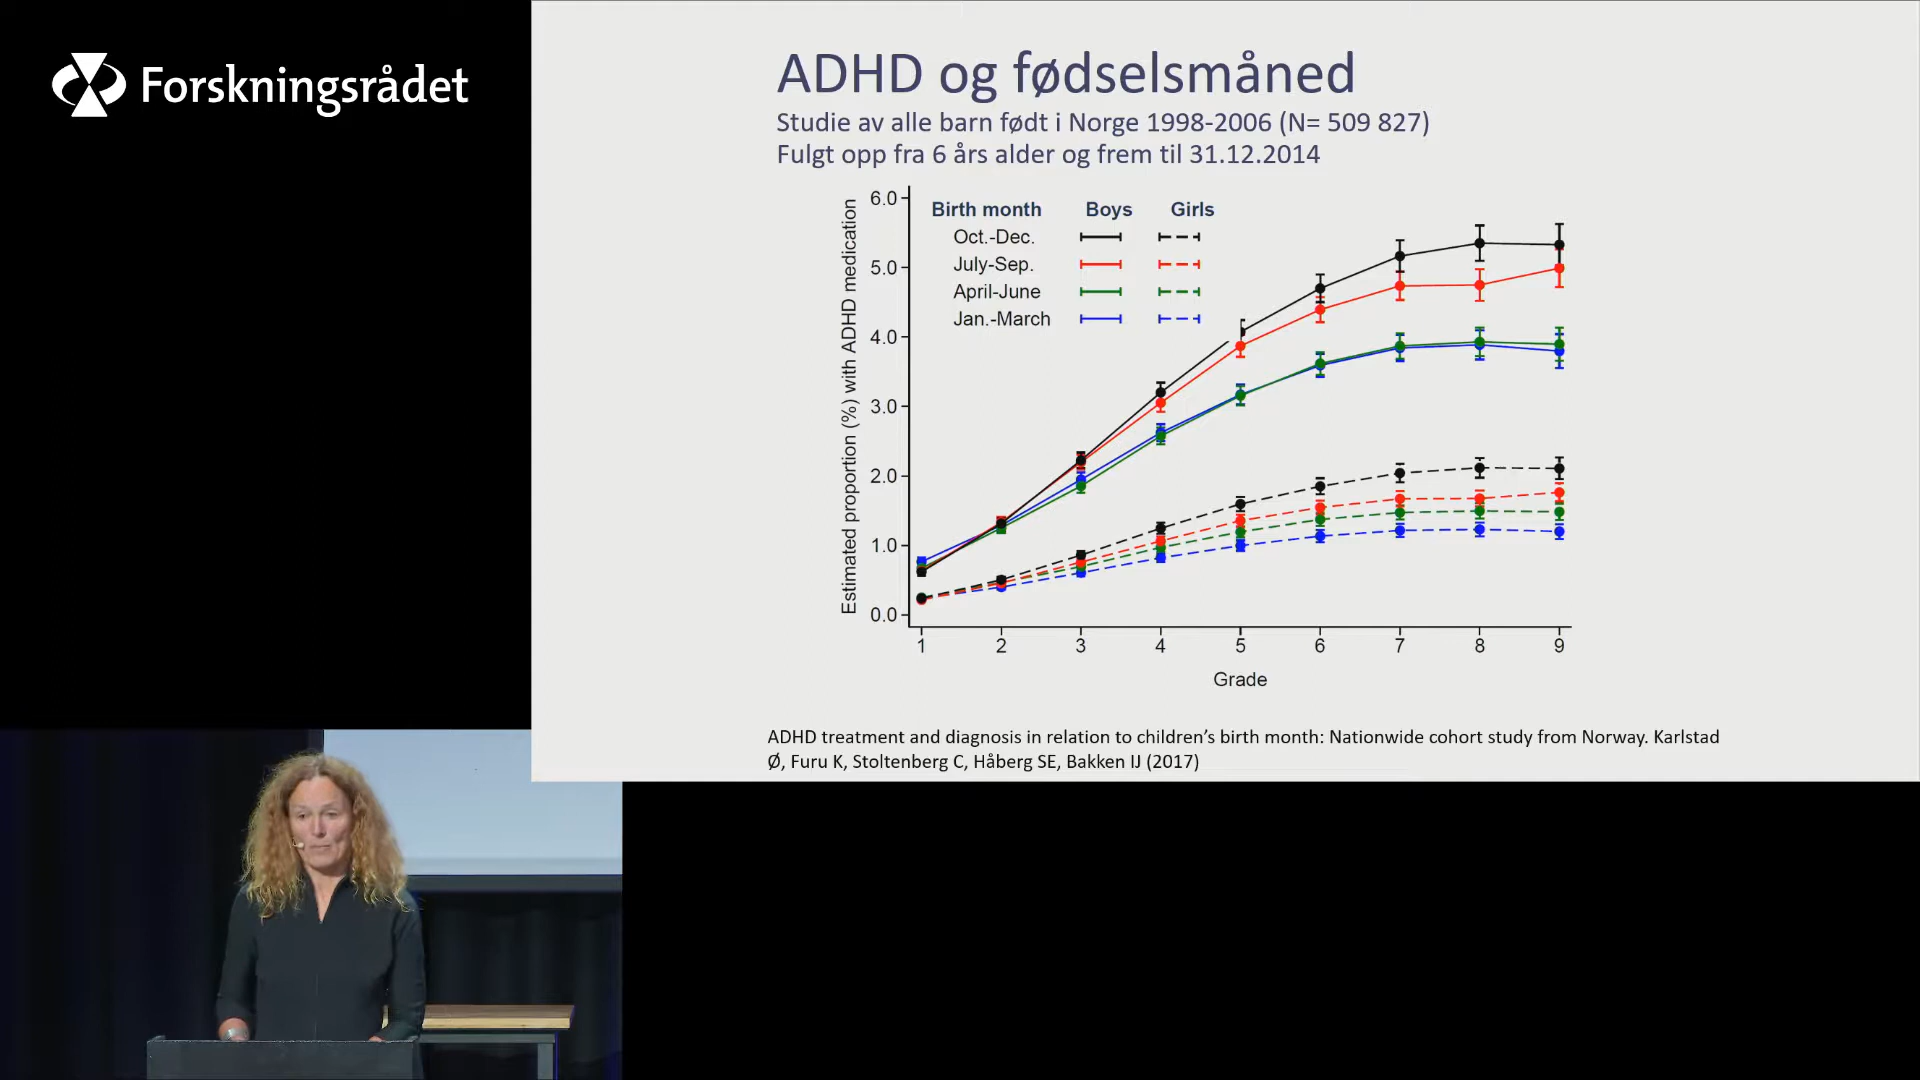 Forskningsrådet
ADHD og fødselsmåned
Studie av alle barn født i Norge 1998-2006 (N= 509 827)
Fulgt opp fra 6 års alder og frem til 31.12.2014
Estimated proportion (%) with ADHD medication
6.0
5.0
4.0
3.0
2.0
1.0
0.0
Birth month Boys Girls
Oct.-Dec.
July-Sep.
April-June
Jan.-March
1 2 3 4 5 6 7 8 9
Grade
ADHD treatment and diagnosis in relation to children’s birth month: Nationwide cohort study from Norway. Karlstad
Ø, Furu K, Stoltenberg C, Håberg SE, Bakken IJ (2017)